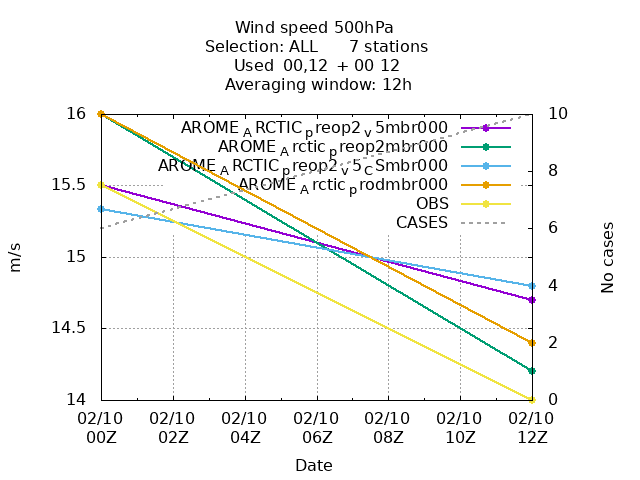 Wind speed 500hPa
Selection: ALL 7 stations
Used 00,12 + 00 12
Averaging window: 12h
16 10
AROME_ARCTIC_preop2_v5mbr000
AROME_Arctic_preop2mbr000
AROME_ARCTIC_preop2_v5_CSmbr000 8
15.5 AROME_Arctic_prodmbr000
OBS
CASES 6
m/s 15 No cases
4
14.5 2
14 0
02/10 02/10 02/10 02/10 02/10 02/10 02/10
00Z 02Z 04Z 06Z 08Z 10Z 12Z
Date